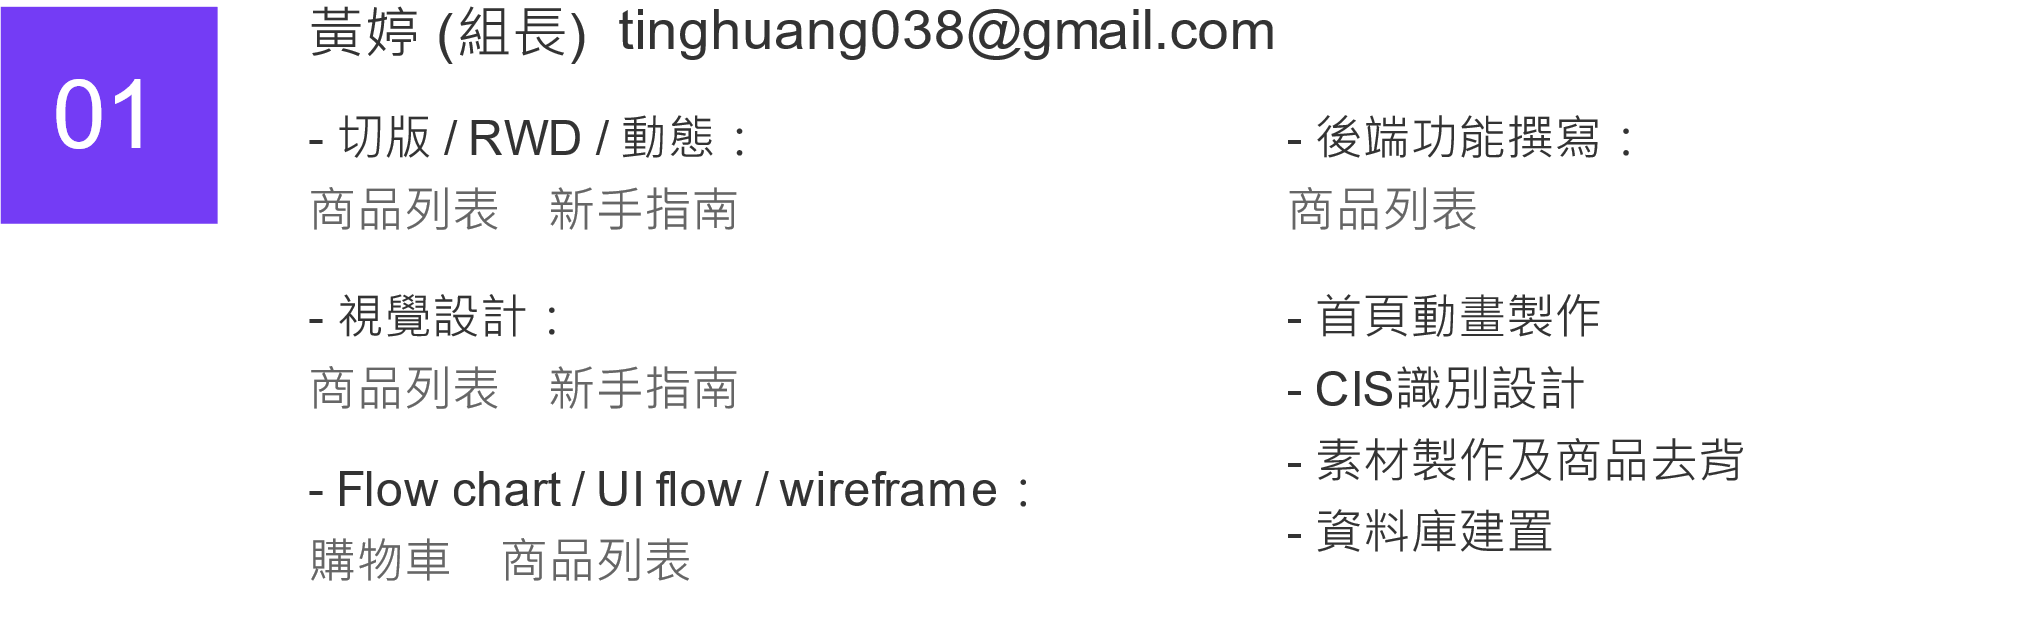 01
黃婷 (組長) tinghuang038@gmail.com
- 切版 / RWD / 動態：
商品列表　新手指南
- 視覺設計：
商品列表　新手指南
- Flow chart / UI flow / wireframe：
購物車　商品列表
- 後端功能撰寫：
商品列表
- 首頁動畫製作
- CIS識別設計
- 素材製作及商品去背
- 資料庫建置